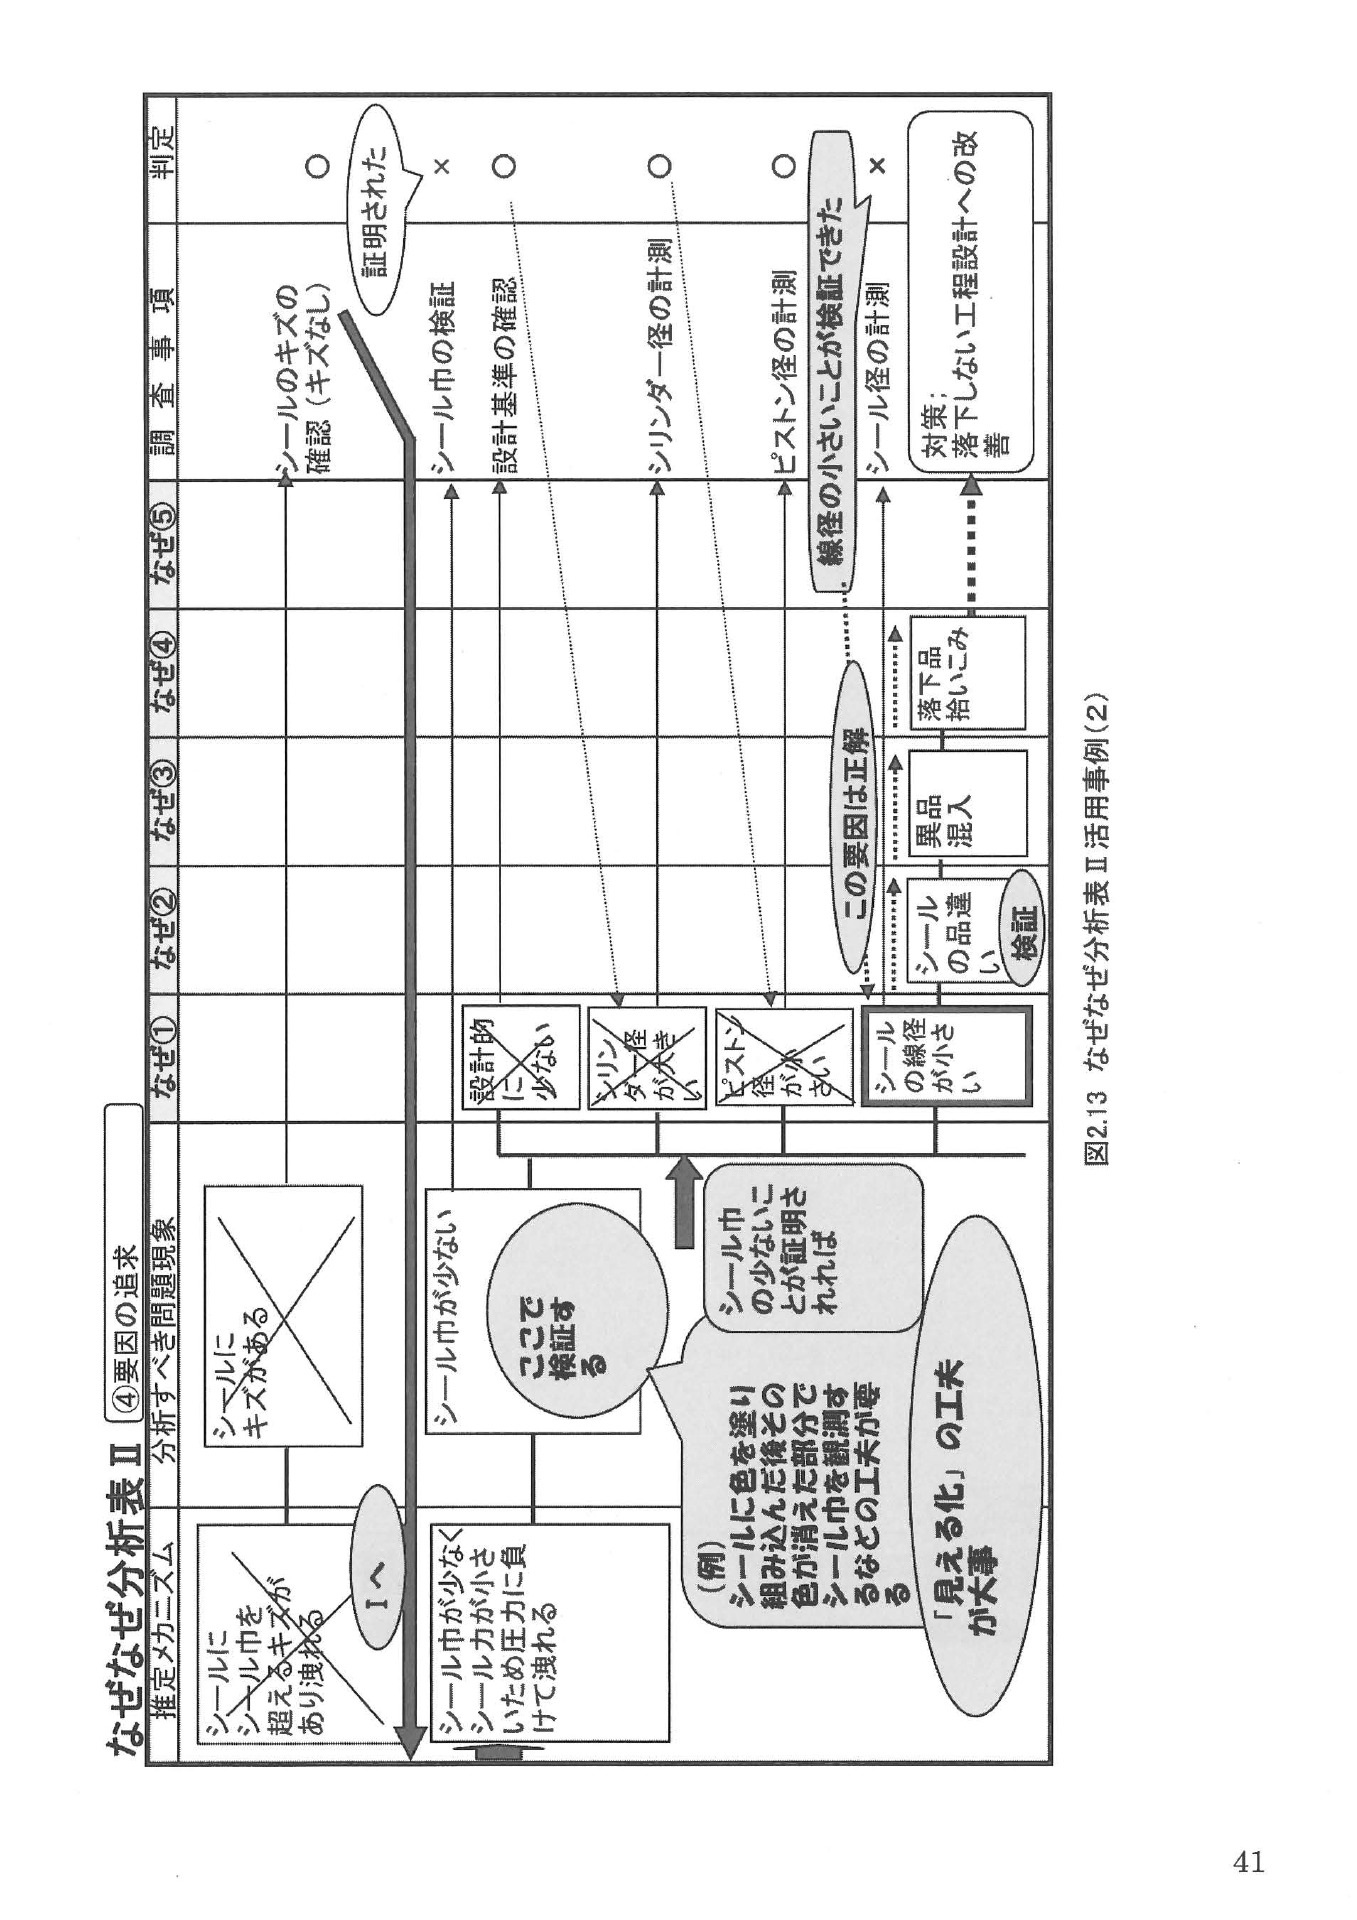 なぜなぜ分析表Ⅱ
④要因の追求
推定メカニズム
分析すべき問題現象
なぜ①
なぜ②
なぜ③
なぜ④
なぜ⑤
調査事項
判定
シールに
シール巾を
超えるキズが
あり洩れる
シールに
キズがある
シールのキズの
確認（キズなし）
○
Ⅰへ
証明された
シール巾が少なく
シール力が小さ
いため圧力に負
けて洩れる
シール巾が少ない
シール巾の検証
×
ここで
検証す
る
設計的
に
少ない
設計基準の確認
○
シリン
ダー径
が大き
い
シリンダー径の計測
○
ピストン
径
が小
さい
ピストン径の計測
○
線径の小さいことが検証できた
この要因は正解
シール
の線径
が小さ
い
シール
の品違
い
検証
異品
混入
落下品
拾いこみ
シール径の計測
×
対策；
落下しない工程設計への改
善
シール巾
の少ないこ
とが証明さ
れれば
（例）
シールに色を塗り
組み込んだ後その
色が消えた部分で
シール巾を観測す
るなどの工夫が要
る
「見える化」の工夫
が大事
図2.13　なぜなぜ分析表Ⅱ活用事例(2)
41